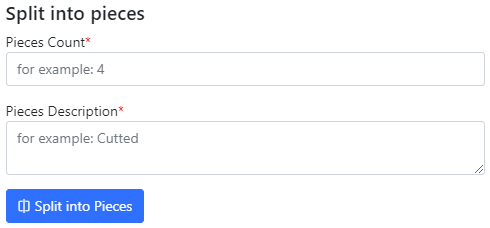 Split into pieces
Pieces Count*
for example: 4
Pieces Description*
for example: Cutted
Split into Pieces